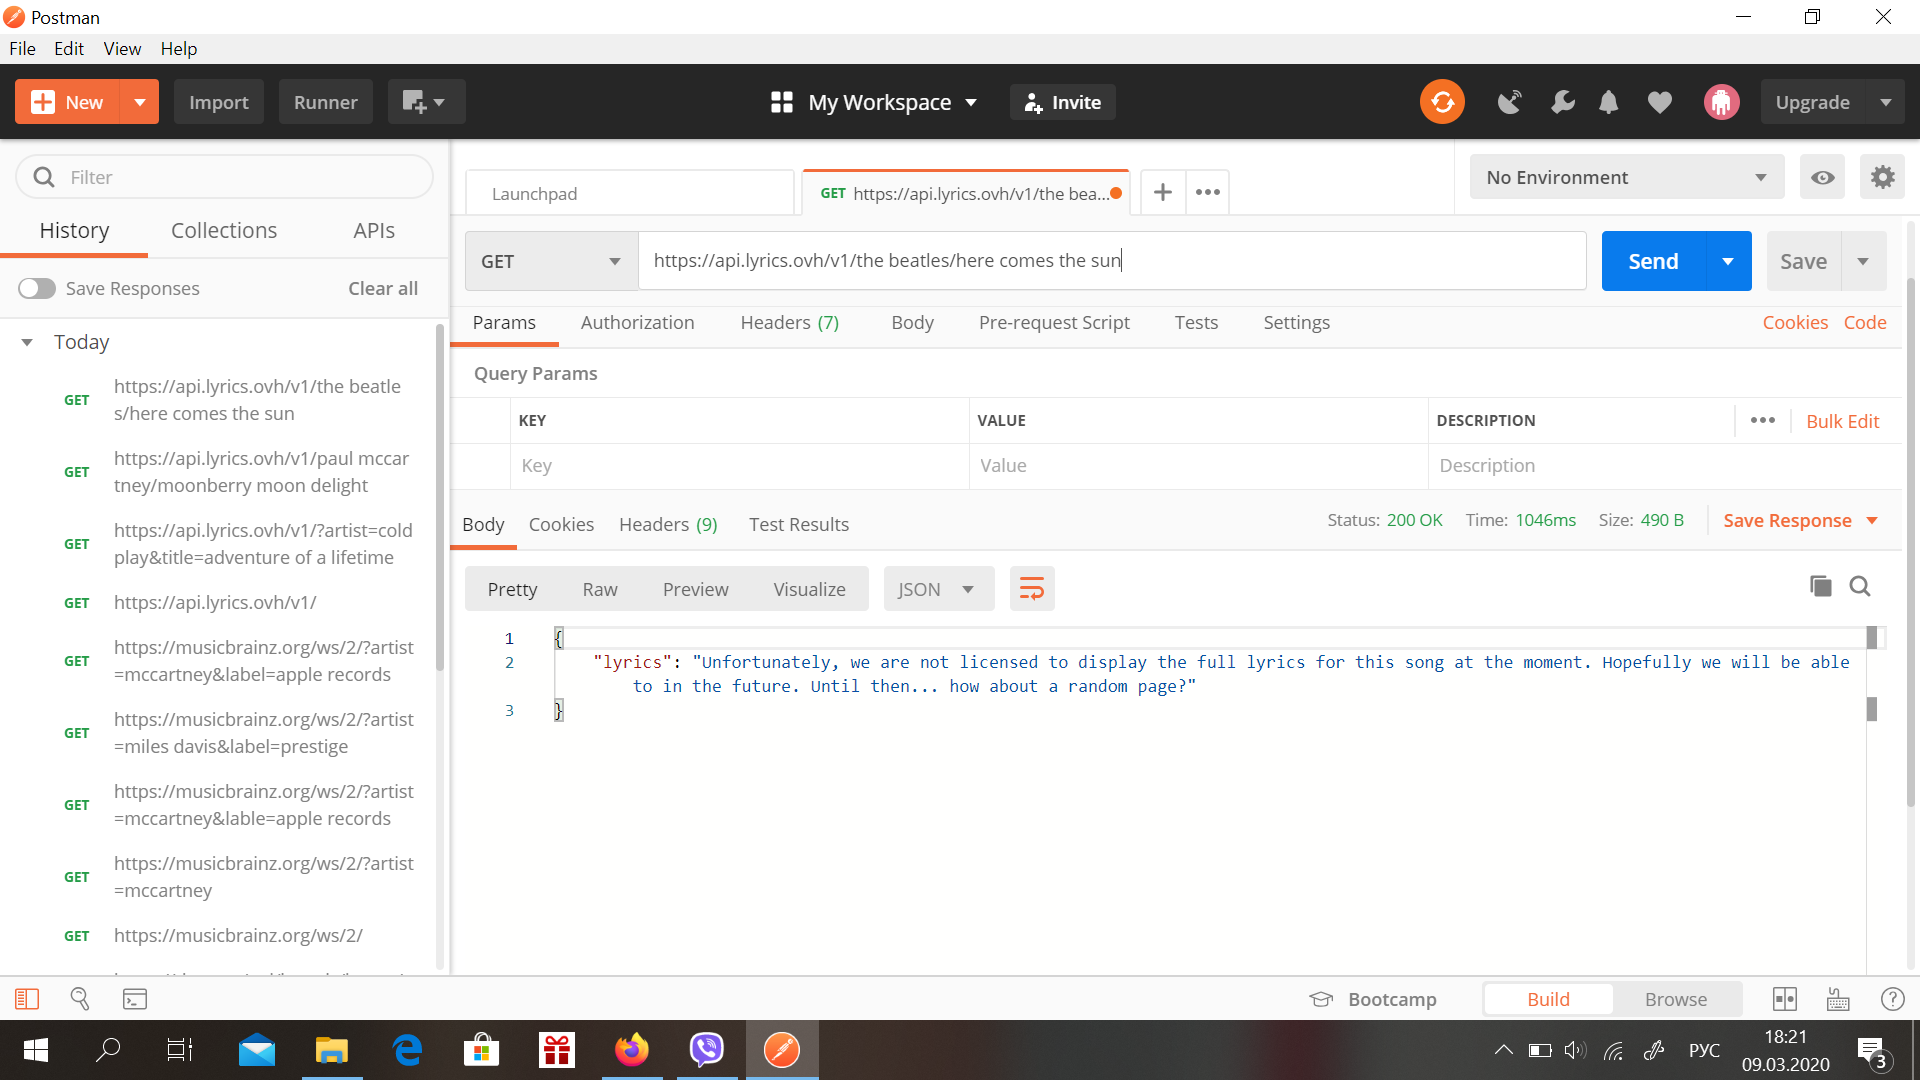 Postman
File Edit View Help
New Import Runner My Workspace Invite Upgrade
Filter
History Collections APIs
Save Responses Clear all
Today
GET https://api.lyrics.ovh/v1/the beatle
s/here comes the sun
GET https://api.lyrics.ovh/v1/paul mccar
tney/moonberry moon delight
GET https://api.lyrics.ovh/v1/?artist=cold
play&title=adventure of a lifetime
GET https://api.lyrics.ovh/v1/
GET https://musicbrainz.org/ws/2/?artist
=mccartney&label=apple records
GET https://musicbrainz.org/ws/2/?artist
=miles davis&label=prestige
GET https://musicbrainz.org/ws/2/?artist
=mccartney&lable=apple records
GET https://musicbrainz.org/ws/2/?artist
=mccartney
GET https://musicbrainz.org/ws/2/
Launchpad GET https://api.lyrics.ovh/v1/the bea... No Environment
GET https://api.lyrics.ovh/v1/the beatles/here comes the sun Send Save
Params Authorization Headers (7) Body Pre-request Script Tests Settings Cookies Code
Query Params
KEY VALUE DESCRIPTION Bulk Edit
Key Value Description
Body Cookies Headers (9) Test Results Status: 200 OK Time: 1046ms Size: 490 B Save Response
Pretty Raw Preview Visualize JSON
1 {
2 "lyrics": "Unfortunately, we are not licensed to display the full lyrics for this song at the moment. Hopefully we will be able
to in the future. Until then... how about a random page?"
3 }
Bootcamp Build Browse
РУС 18:21
09.03.2020 3